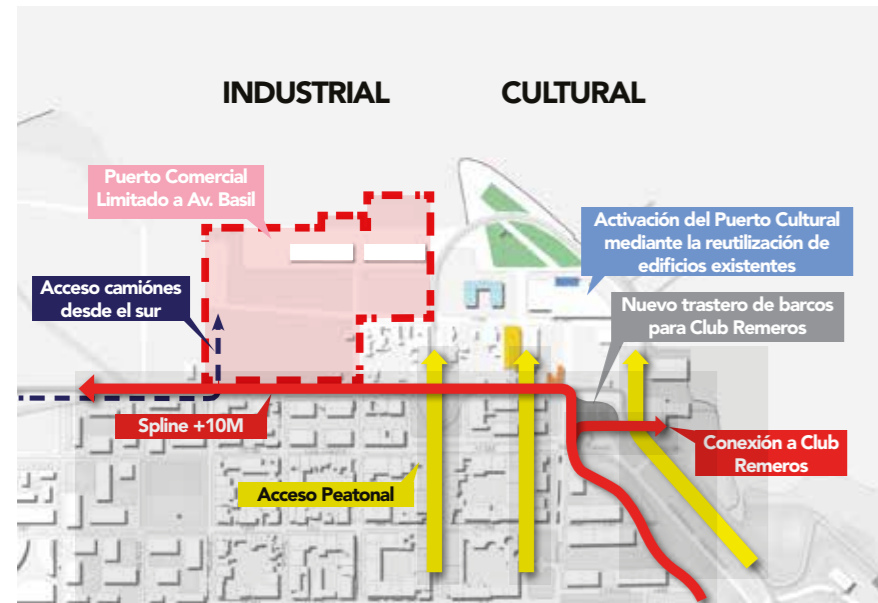 INDUSTRIAL
CULTURAL
Puerto Comercial
Limitado a Av. Basil
Activación del Puerto Cultural
mediante la reutilización de
edificios existentes
Acceso camiónes
desde el sur
Nuevo trastero de barcos
para Club Remeros
Spline +10M
Conexión a Club
Remeros
Acceso Peatonal